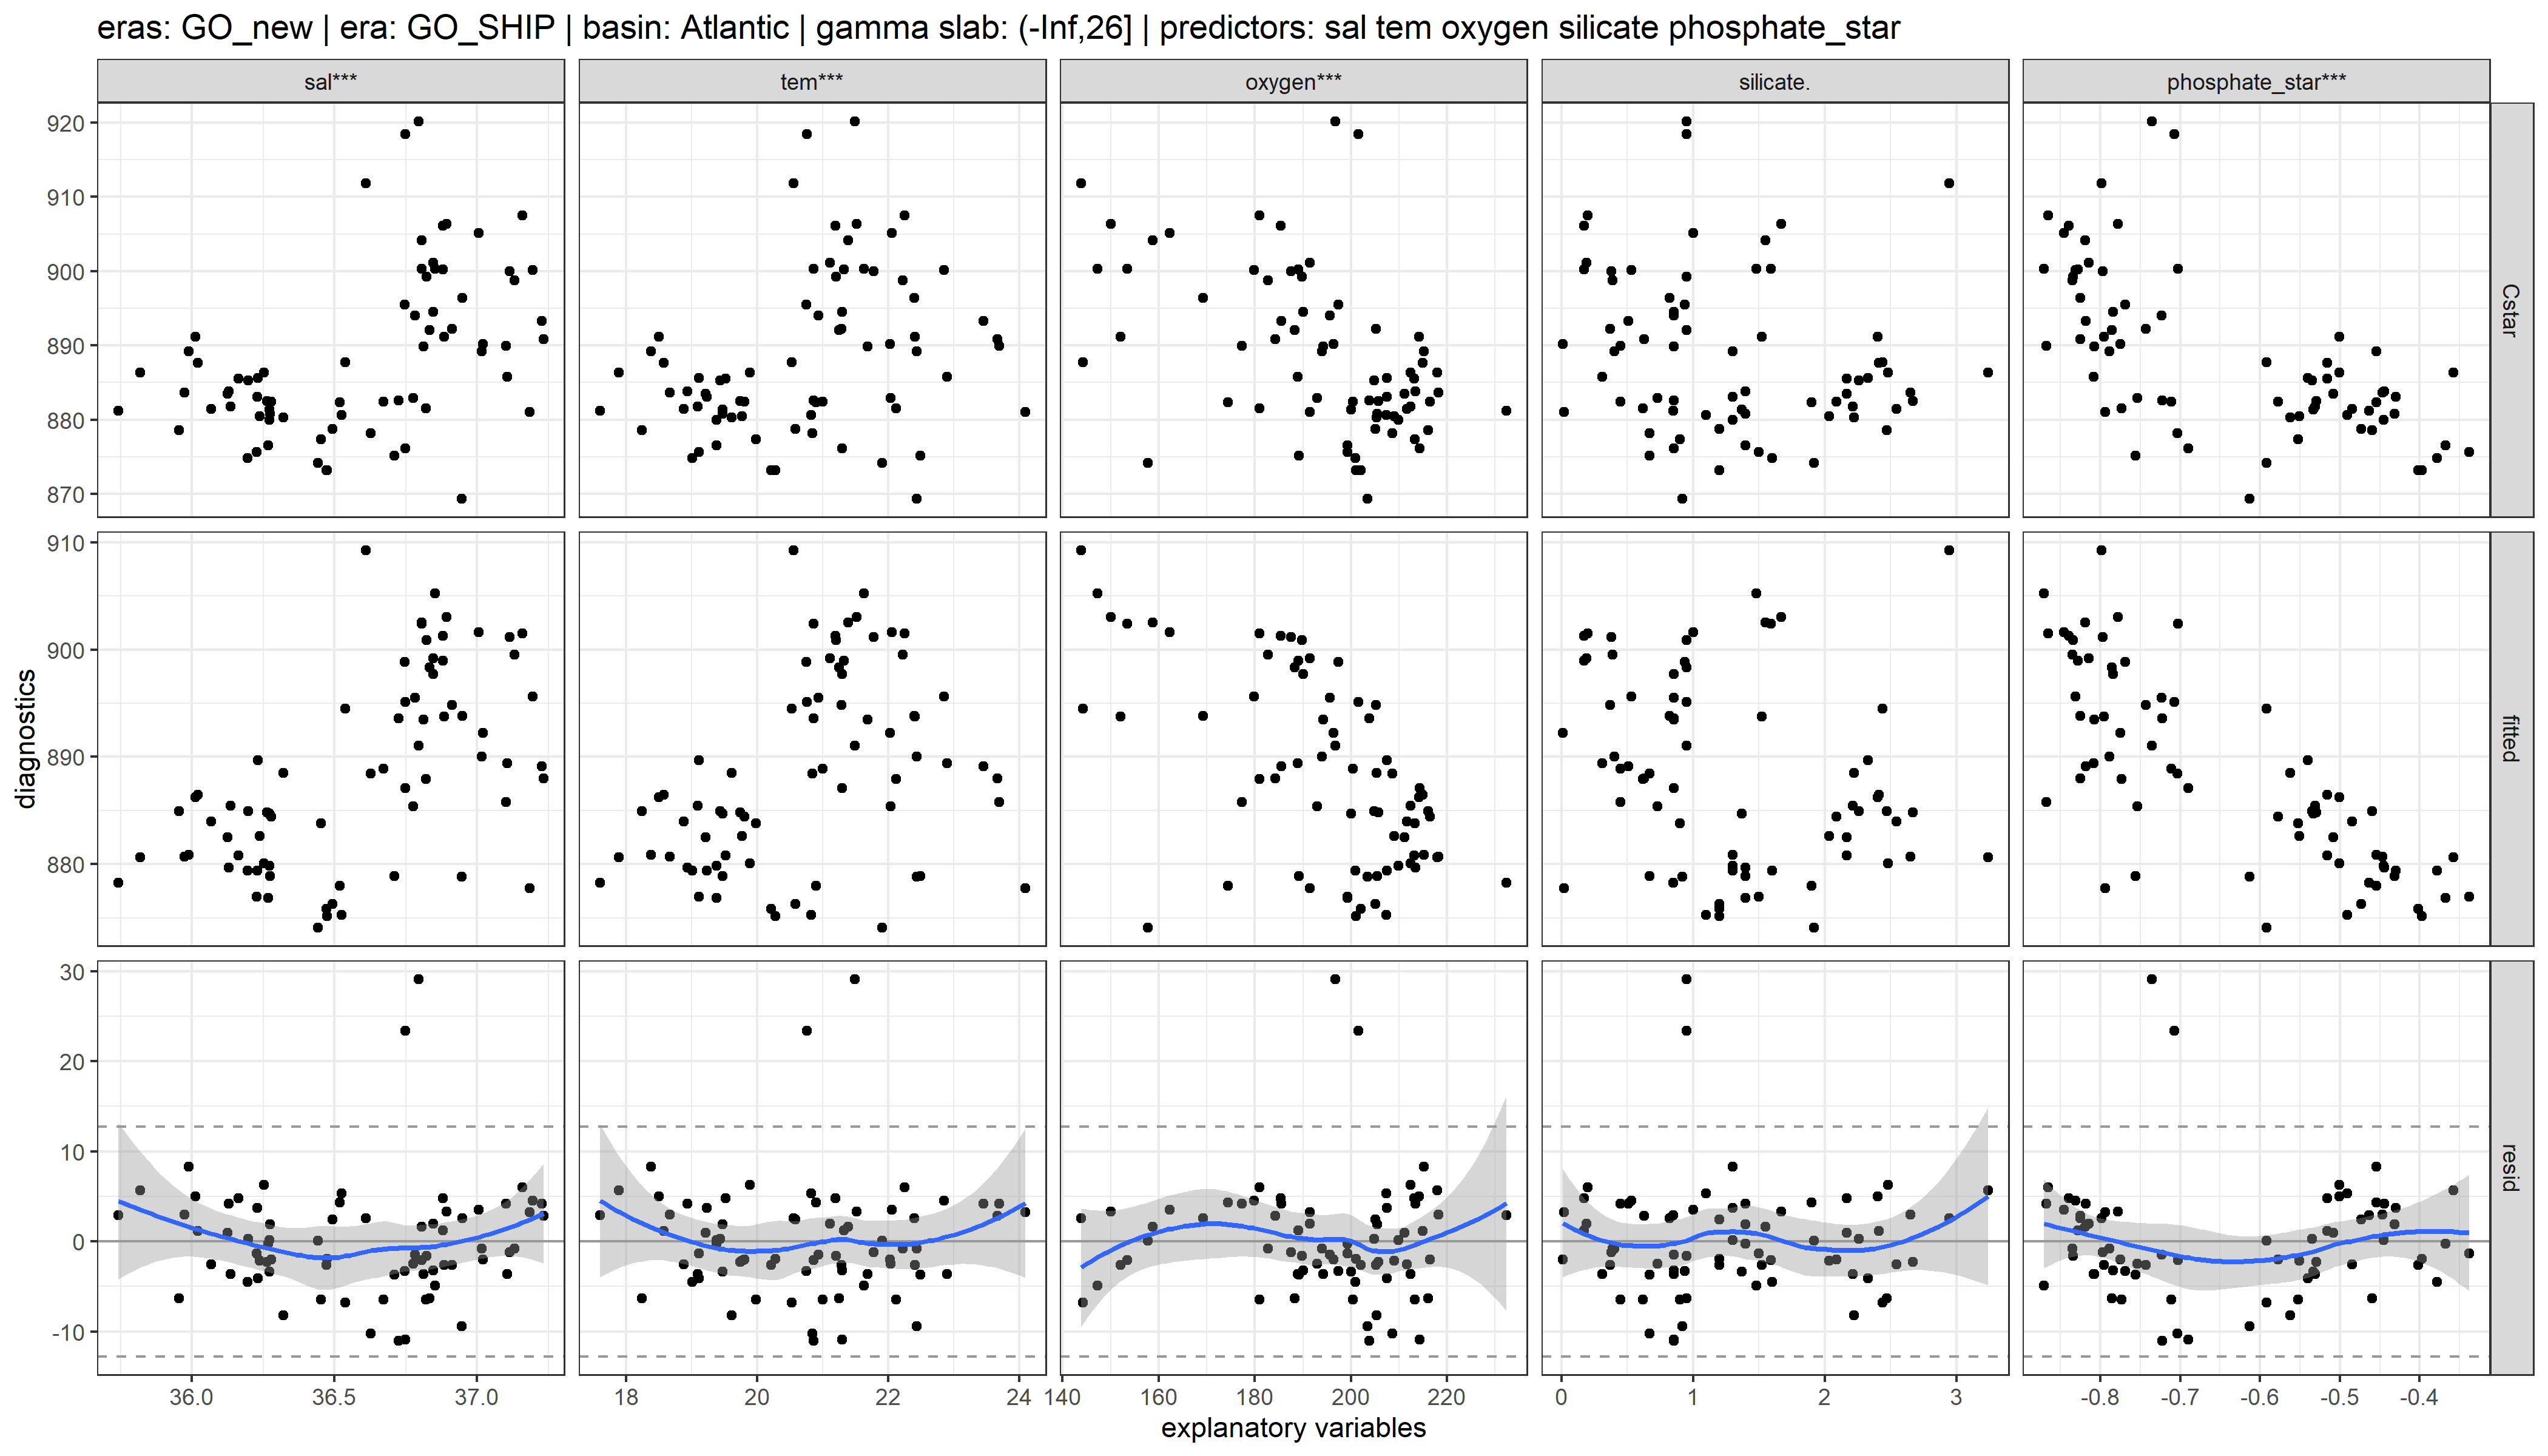 eras: GO_new | era: GO_SHIP | basin: Atlantic | gamma slab: (-Inf,26] | predictors: sal tem oxygen silicate phosphate_star
sal*** tem*** oxygen*** silicate. phosphate_star***
920
910
900
890
880
870
Cstar
910
900
890
880
fitted
diagnostics
30
20
10
0
-10
resid
36.0 36.5 37.0 18 20 22 24 140 160 180 200 220 0 1 2 3 -0.8 -0.7 -0.6 -0.5 -0.4
explanatory variables